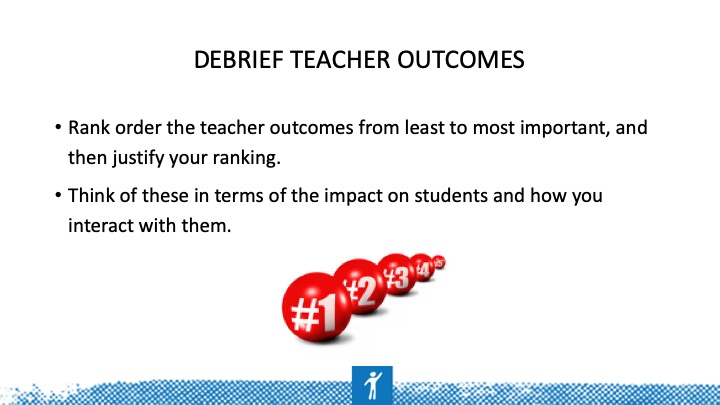 DEBRIEF TEACHER OUTCOMES
• Rank order the teacher outcomes from least to most important, and
then justify your ranking.
• Think of these in terms of the impact on students and how you
interact with them.
#1 #2 #3 #4 #5